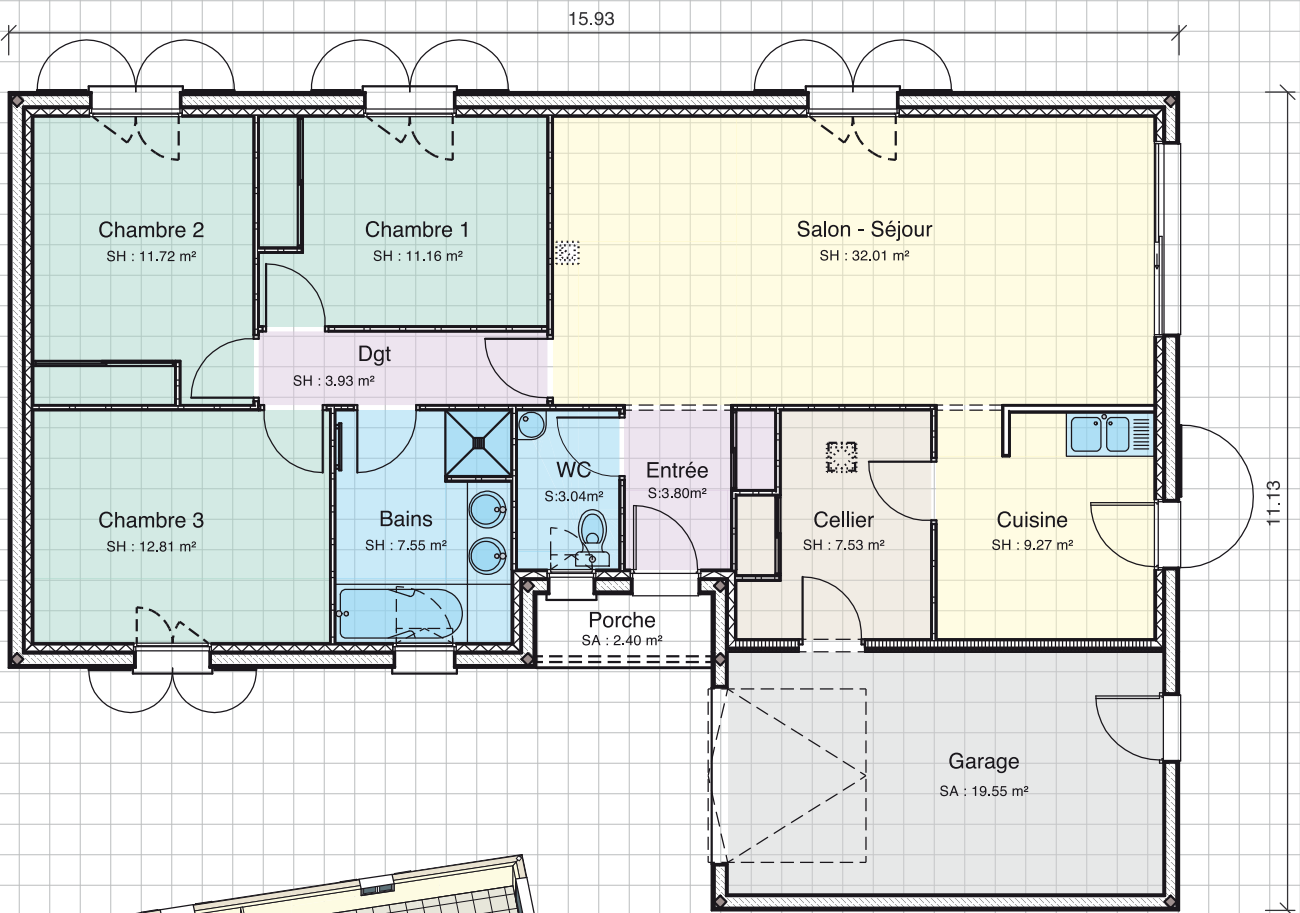 15.93
Chambre 2
SH : 11.72 m²
Chambre 1
SH : 11.16 m²
Salon - Séjour
SH : 32.01 m²
Dgt
SH : 3.93 m²
WC
S:3.04m²
Entrée
S:3.80m²
Chambre 3
SH : 12.81 m²
Bains
SH : 7.55 m²
Cellier
SH : 7.53 m²
Cuisine
SH : 9.27 m²
11.13
Porche
SA : 2.40 m²
Garage
SA : 19.55 m²